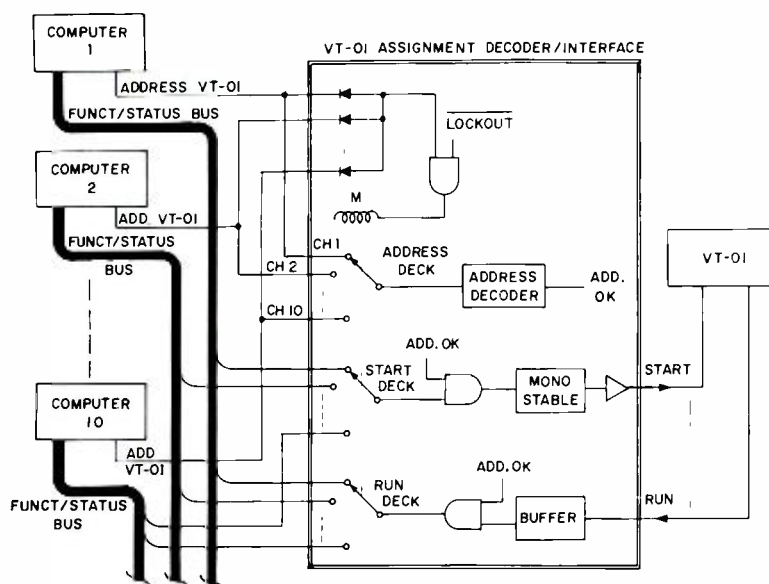 COMPUTER
1
VT-01 ASSIGNMENT DECODER/INTERFACE
ADDRESS VT-01
FUNCT/STATUS BUS
LOCKOUT
COMPUTER
2
M
ADD VT-01
FUNCT/STATUS
BUS
CH 1
CH 2
ADDRESS
DECK
ADDRESS
DECODER
ADD.
OK
VT-01
CH 10
ADD.OK
START
DECK
MONO
STABLE
START
COMPUTER
10
ADD
VT-01
RUN
DECK
ADD.OK
BUFFER
RUN
FUNCT/STATUS
BUS